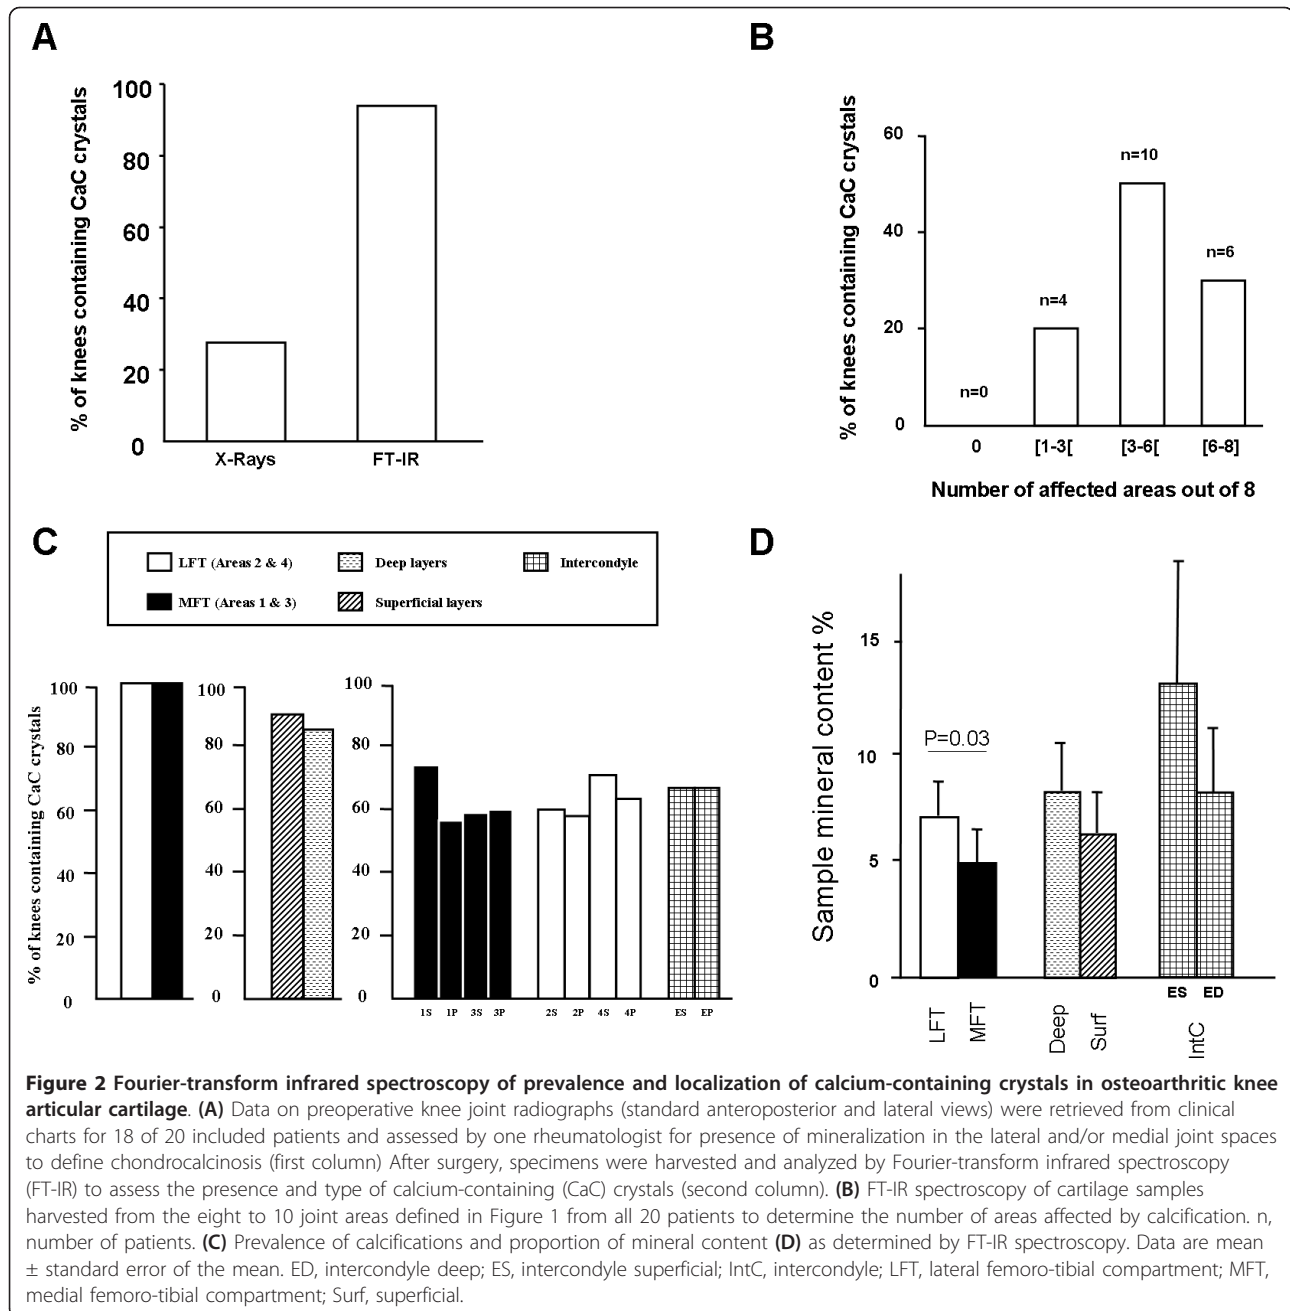 A
% of knees containing CaC crystals
100
80
60
40
20
0
X-Rays
FT-IR
B
% of knees containing CaC crystals
60
40
20
0
n=0
n=4
n=10
n=6
0
[1-3[
[3-6[
[6-8]
Number of affected areas out of 8
C
LFT (Areas 2 & 4)
Deep layers
Intercondyle
MFT (Areas 1 & 3)
Superficial layers
% of knees containing CaC crystals
100
80
60
40
20
0
100
80
60
40
20
0
100
80
60
40
20
0
1S 1P 3S 3P
2S 2P 4S 4P
ES EP
D
Sample mineral content %
15
10
5
0
P=0.03
LFT
MFT
Deep
Surf
ES ED
IntC
Figure 2 Fourier-transform infrared spectroscopy of prevalence and localization of calcium-containing crystals in osteoarthritic knee
articular cartilage. (A) Data on preoperative knee joint radiographs (standard anteroposterior and lateral views) were retrieved from clinical
charts for 18 of 20 included patients and assessed by one rheumatologist for presence of mineralization in the lateral and/or medial joint spaces
to define chondrocalcinosis (first column) After surgery, specimens were harvested and analyzed by Fourier-transform infrared spectroscopy
(FT-IR) to assess the presence and type of calcium-containing (CaC) crystals (second column). (B) FT-IR spectroscopy of cartilage samples
harvested from the eight to 10 joint areas defined in Figure 1 from all 20 patients to determine the number of areas affected by calcification. n,
number of patients. (C) Prevalence of calcifications and proportion of mineral content (D) as determined by FT-IR spectroscopy. Data are mean
± standard error of the mean. ED, intercondyle deep; ES, intercondyle superficial; IntC, intercondyle; LFT, lateral femoro-tibial compartment; MFT,
medial femoro-tibial compartment; Surf, superficial.